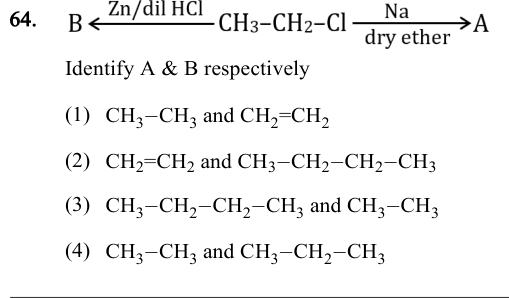 64. B ←Zn/dil HCl– CH3–CH2–Cl –Na/dry ether→ A
Identify A & B respectively
(1) CH₃−CH₃ and CH₂=CH₂
(2) CH₂=CH₂ and CH₃−CH₂−CH₂−CH₃
(3) CH₃−CH₂−CH₂−CH₃ and CH₃−CH₃
(4) CH₃−CH₃ and CH₃−CH₂−CH₃